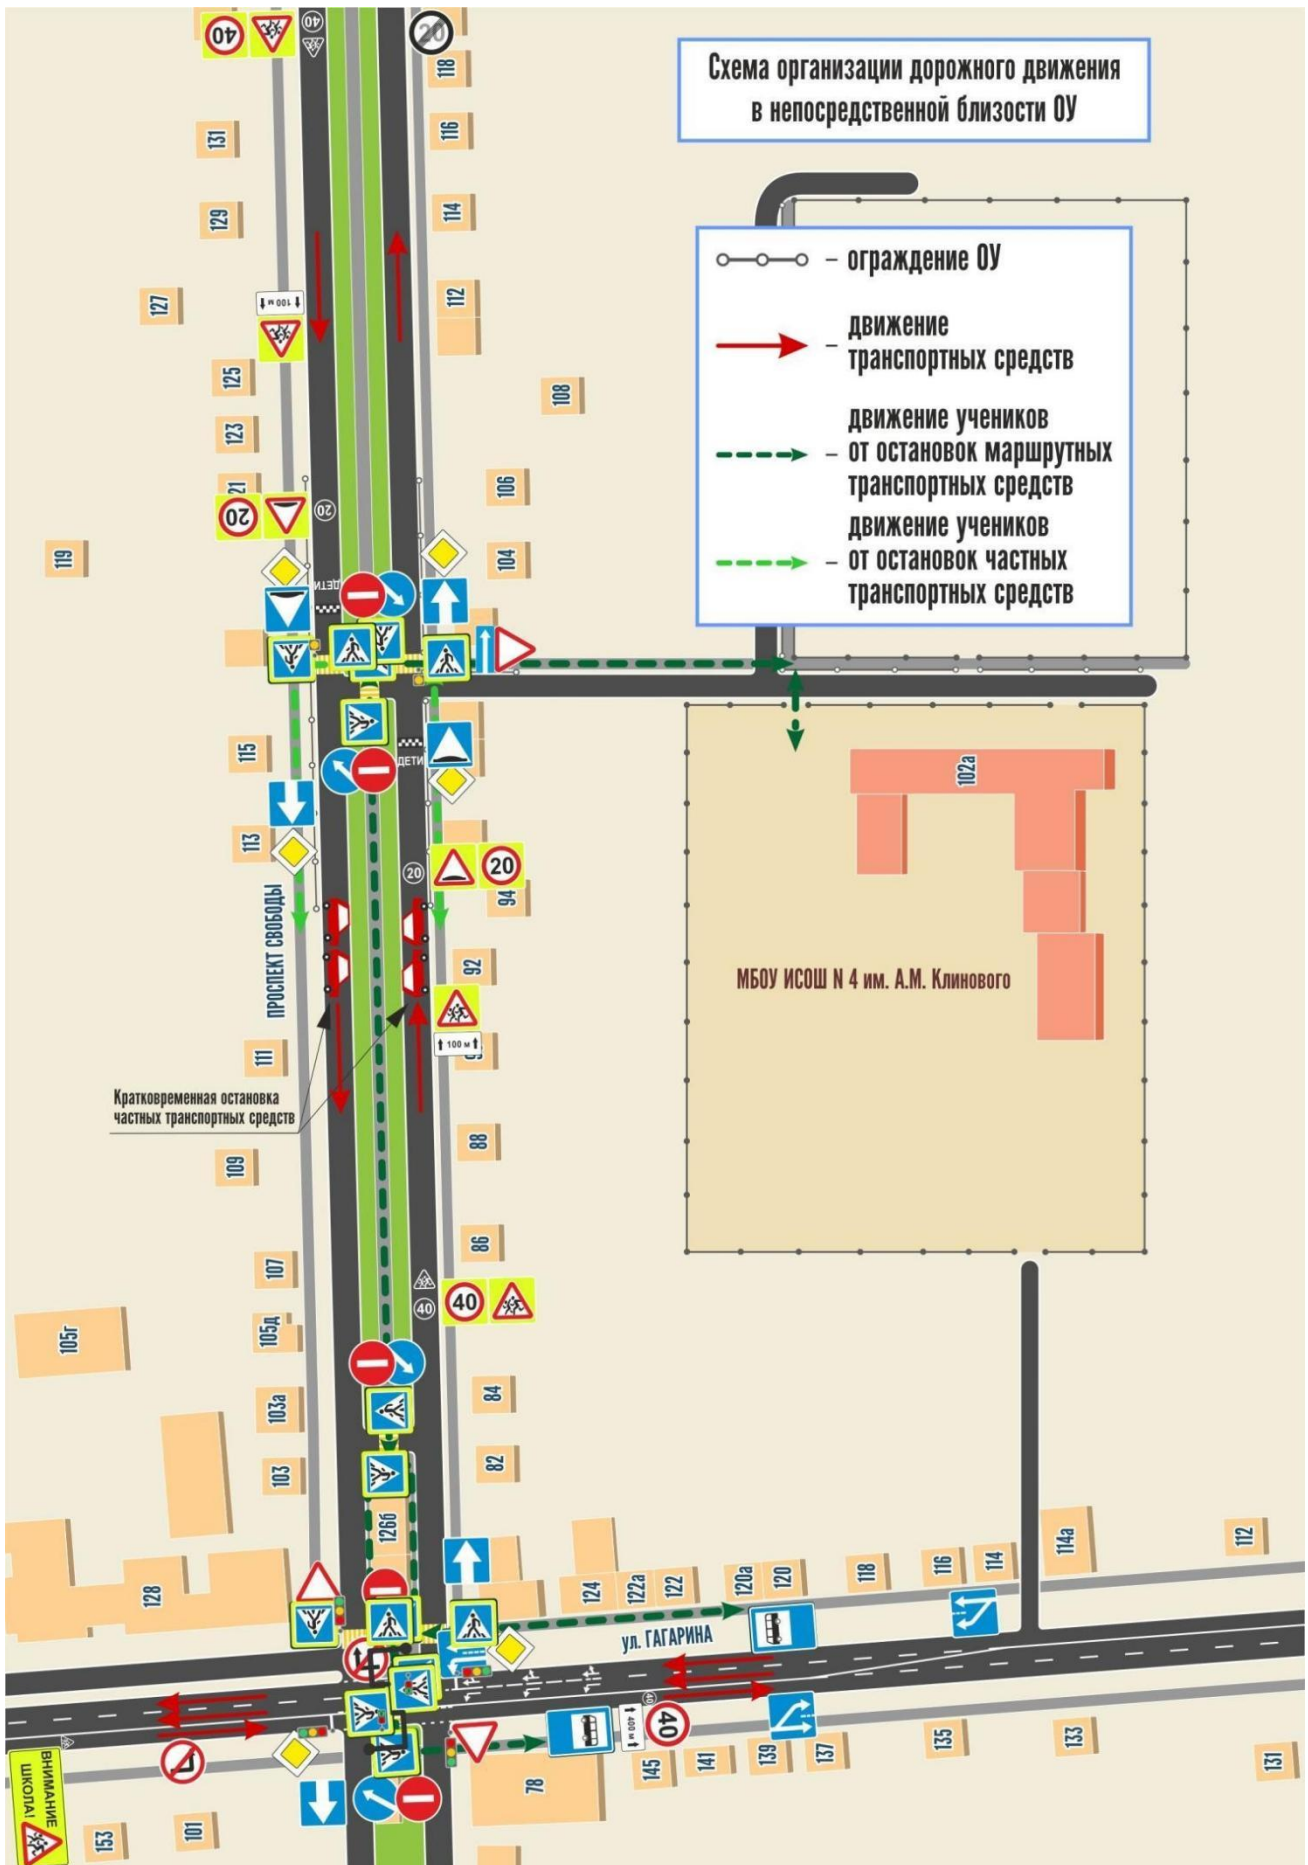 Схема организации дорожного движения
в непосредственной близости ОУ
– ограждение ОУ
– движение
транспортных средств
движение учеников
– от остановок маршрутных
транспортных средств
движение учеников
– от остановок частных
транспортных средств
40
40
20
118
131
116
129
114
127
100 м
112
125
108
123
21
106
20
20
119
104
ДЕТИ
115
ДЕТИ
102а
113
20
20
94
ПРОСПЕКТ СВОБОДЫ
92
МБОУ ИСОШ N 4 им. А.М. Клинового
100 м
111
Кратковременная остановка
частных транспортных средств
88
109
86
107
40
40
105г
105д
84
103а
82
103
126б
128
124
122а
122
120а
120
118
116
114
114а
112
ул. ГАГАРИНА
40
400 м
40
145
141
139
137
135
133
131
78
ВНИМАНИЕ
ШКОЛА!
153
101